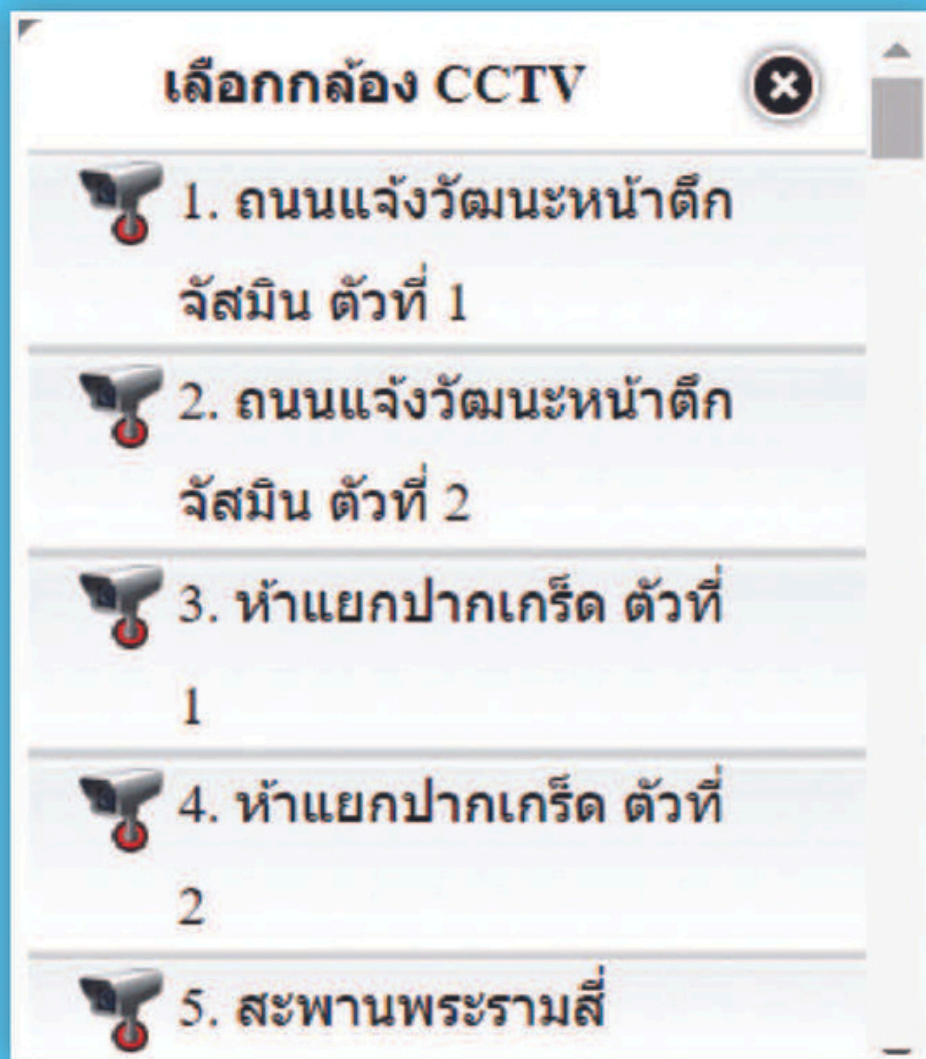 เลือกกล้อง CCTV
1. ถนนแจ้งวัฒนะหน้าตึก
จัสมิน ตัวที่ 1
2. ถนนแจ้งวัฒนะหน้าตึก
จัสมิน ตัวที่ 2
3. ห้าแยกปากเกร็ด ตัวที่
1
4. ห้าแยกปากเกร็ด ตัวที่
2
5. สะพานพระรามสี่